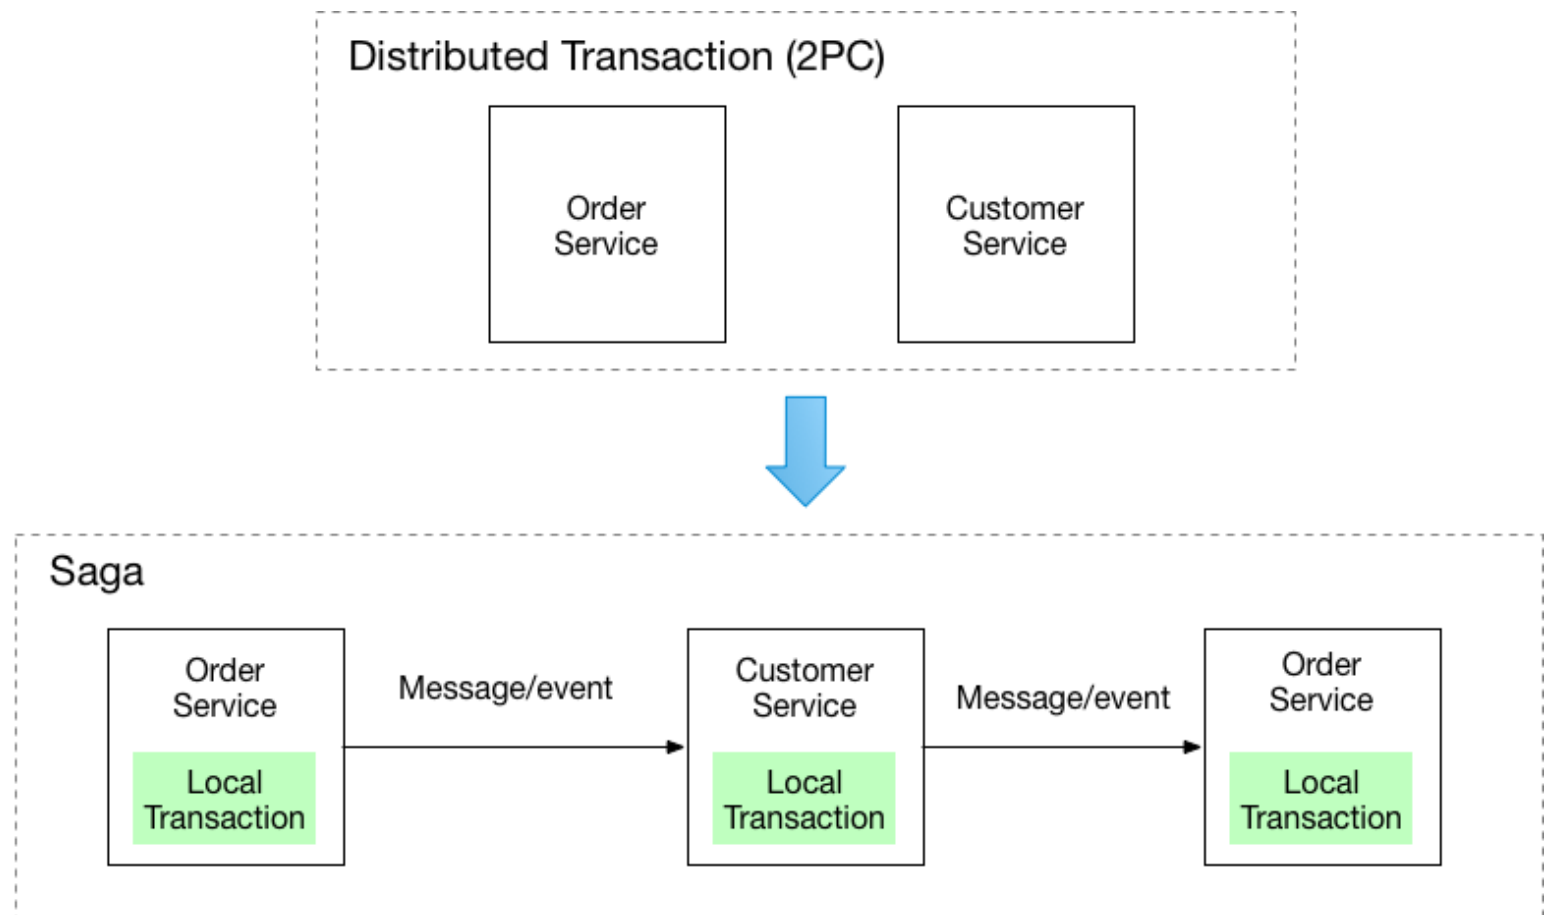 Distributed Transaction (2PC)
Order
Service
Customer
Service
Saga
Order
Service
Local
Transaction
Message/event
Customer
Service
Local
Transaction
Message/event
Order
Service
Local
Transaction